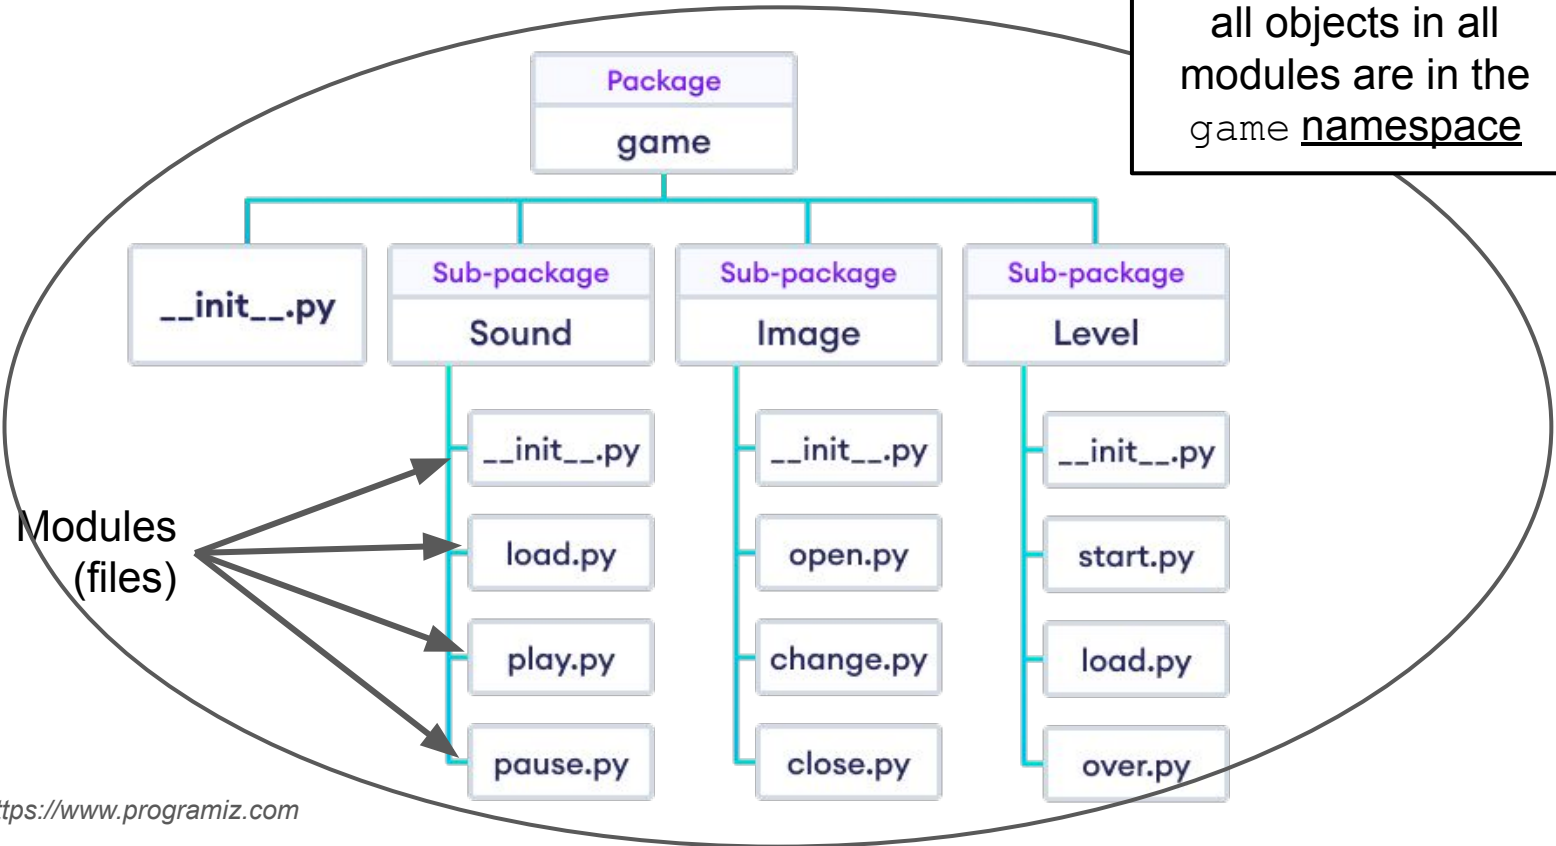 all objects in all
modules are in the
game namespace
Package
game
__init__.py
Sub-package
Sound
Sub-package
Image
Sub-package
Level
__init__.py
load.py
play.py
pause.py
__init__.py
open.py
change.py
close.py
__init__.py
start.py
load.py
over.py
Modules
(files)
ttps://www.programiz.com